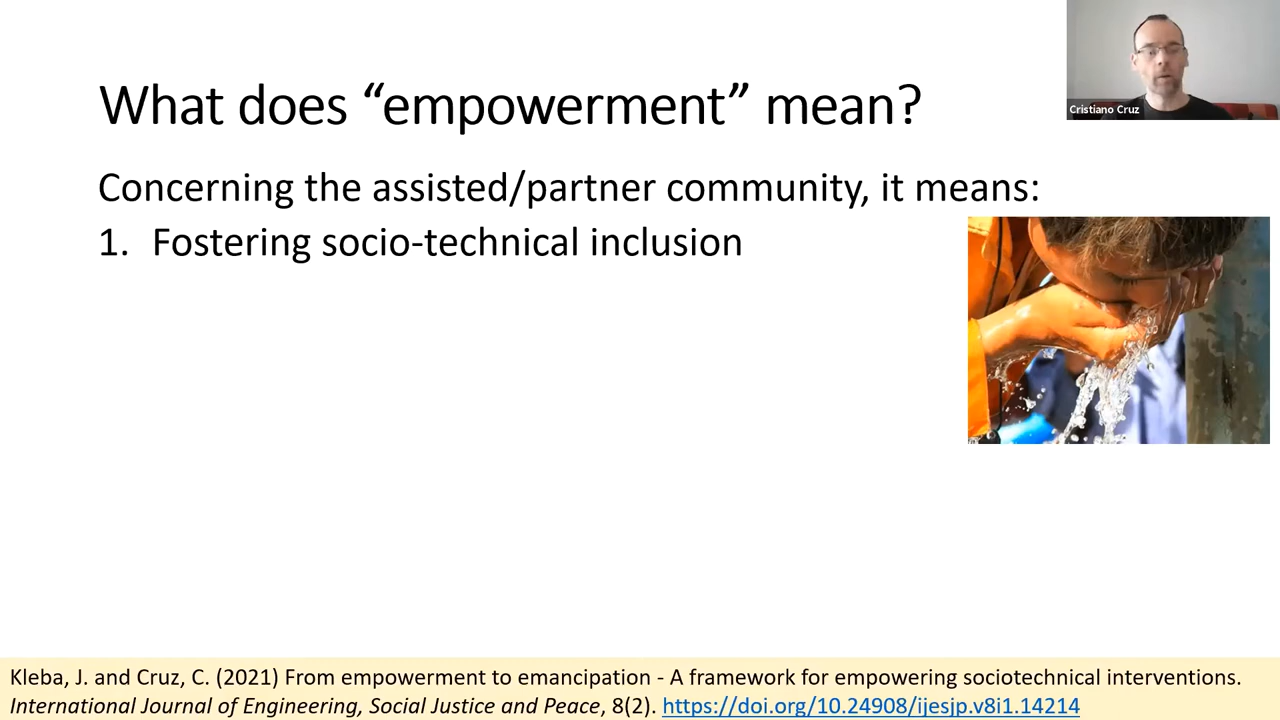 Cristiano Cruz
What does “empowerment” mean?
Concerning the assisted/partner community, it means:
1. Fostering socio-technical inclusion
Kleba, J. and Cruz, C. (2021) From empowerment to emancipation - A framework for empowering sociotechnical interventions.
International Journal of Engineering, Social Justice and Peace, 8(2). https://doi.org/10.24908/ijesjp.v8i1.14214